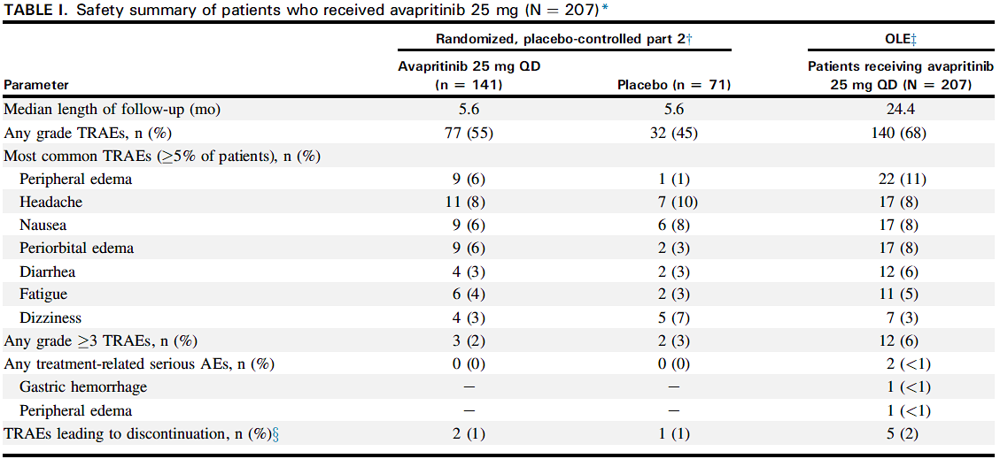 TABLE I. Safety summary of patients who received avapritinib 25 mg (N = 207)*
Randomized, placebo-controlled part 2† OLE‡
Avapritinib 25 mg QD Patients receiving avapritinib
Parameter (n = 141) Placebo (n = 71) 25 mg QD (N = 207)
Median length of follow-up (mo) 5.6 5.6 24.4
Any grade TRAEs, n (%) 77 (55) 32 (45) 140 (68)
Most common TRAEs (≥5% of patients), n (%)
Peripheral edema 9 (6) 1 (1) 22 (11)
Headache 11 (8) 7 (10) 17 (8)
Nausea 9 (6) 6 (8) 17 (8)
Periorbital edema 9 (6) 2 (3) 17 (8)
Diarrhea 4 (3) 2 (3) 12 (6)
Fatigue 6 (4) 2 (3) 11 (5)
Dizziness 4 (3) 5 (7) 7 (3)
Any grade ≥3 TRAEs, n (%) 3 (2) 2 (3) 12 (6)
Any treatment-related serious AEs, n (%) 0 (0) 0 (0) 2 (<1)
Gastric hemorrhage — — 1 (<1)
Peripheral edema — — 1 (<1)
TRAEs leading to discontinuation, n (%)§ 2 (1) 1 (1) 5 (2)